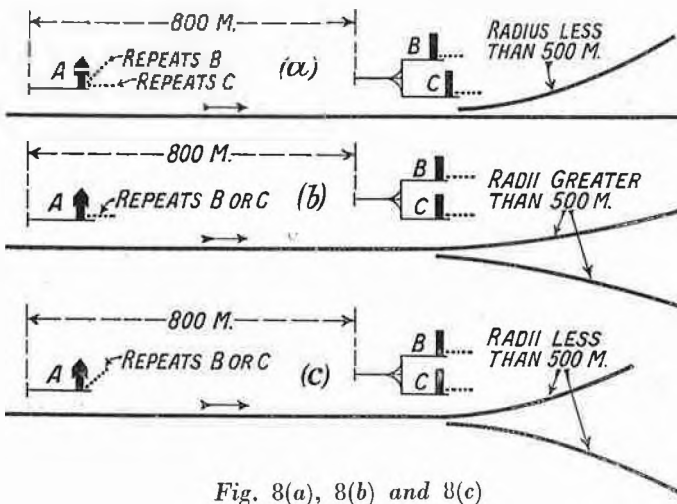 800 M.
A
REPEATS B
REPEATS C
(a)
B
C
RADIUS LESS
THAN 500 M.
800 M.
A
REPEATS B OR C
(b)
B
C
RADII GREATER
THAN 500 M.
800 M.
A
REPEATS B OR C
(c)
B
C
RADII LESS
THAN 500 M.
Fig. 8(a), 8(b) and 8(c)